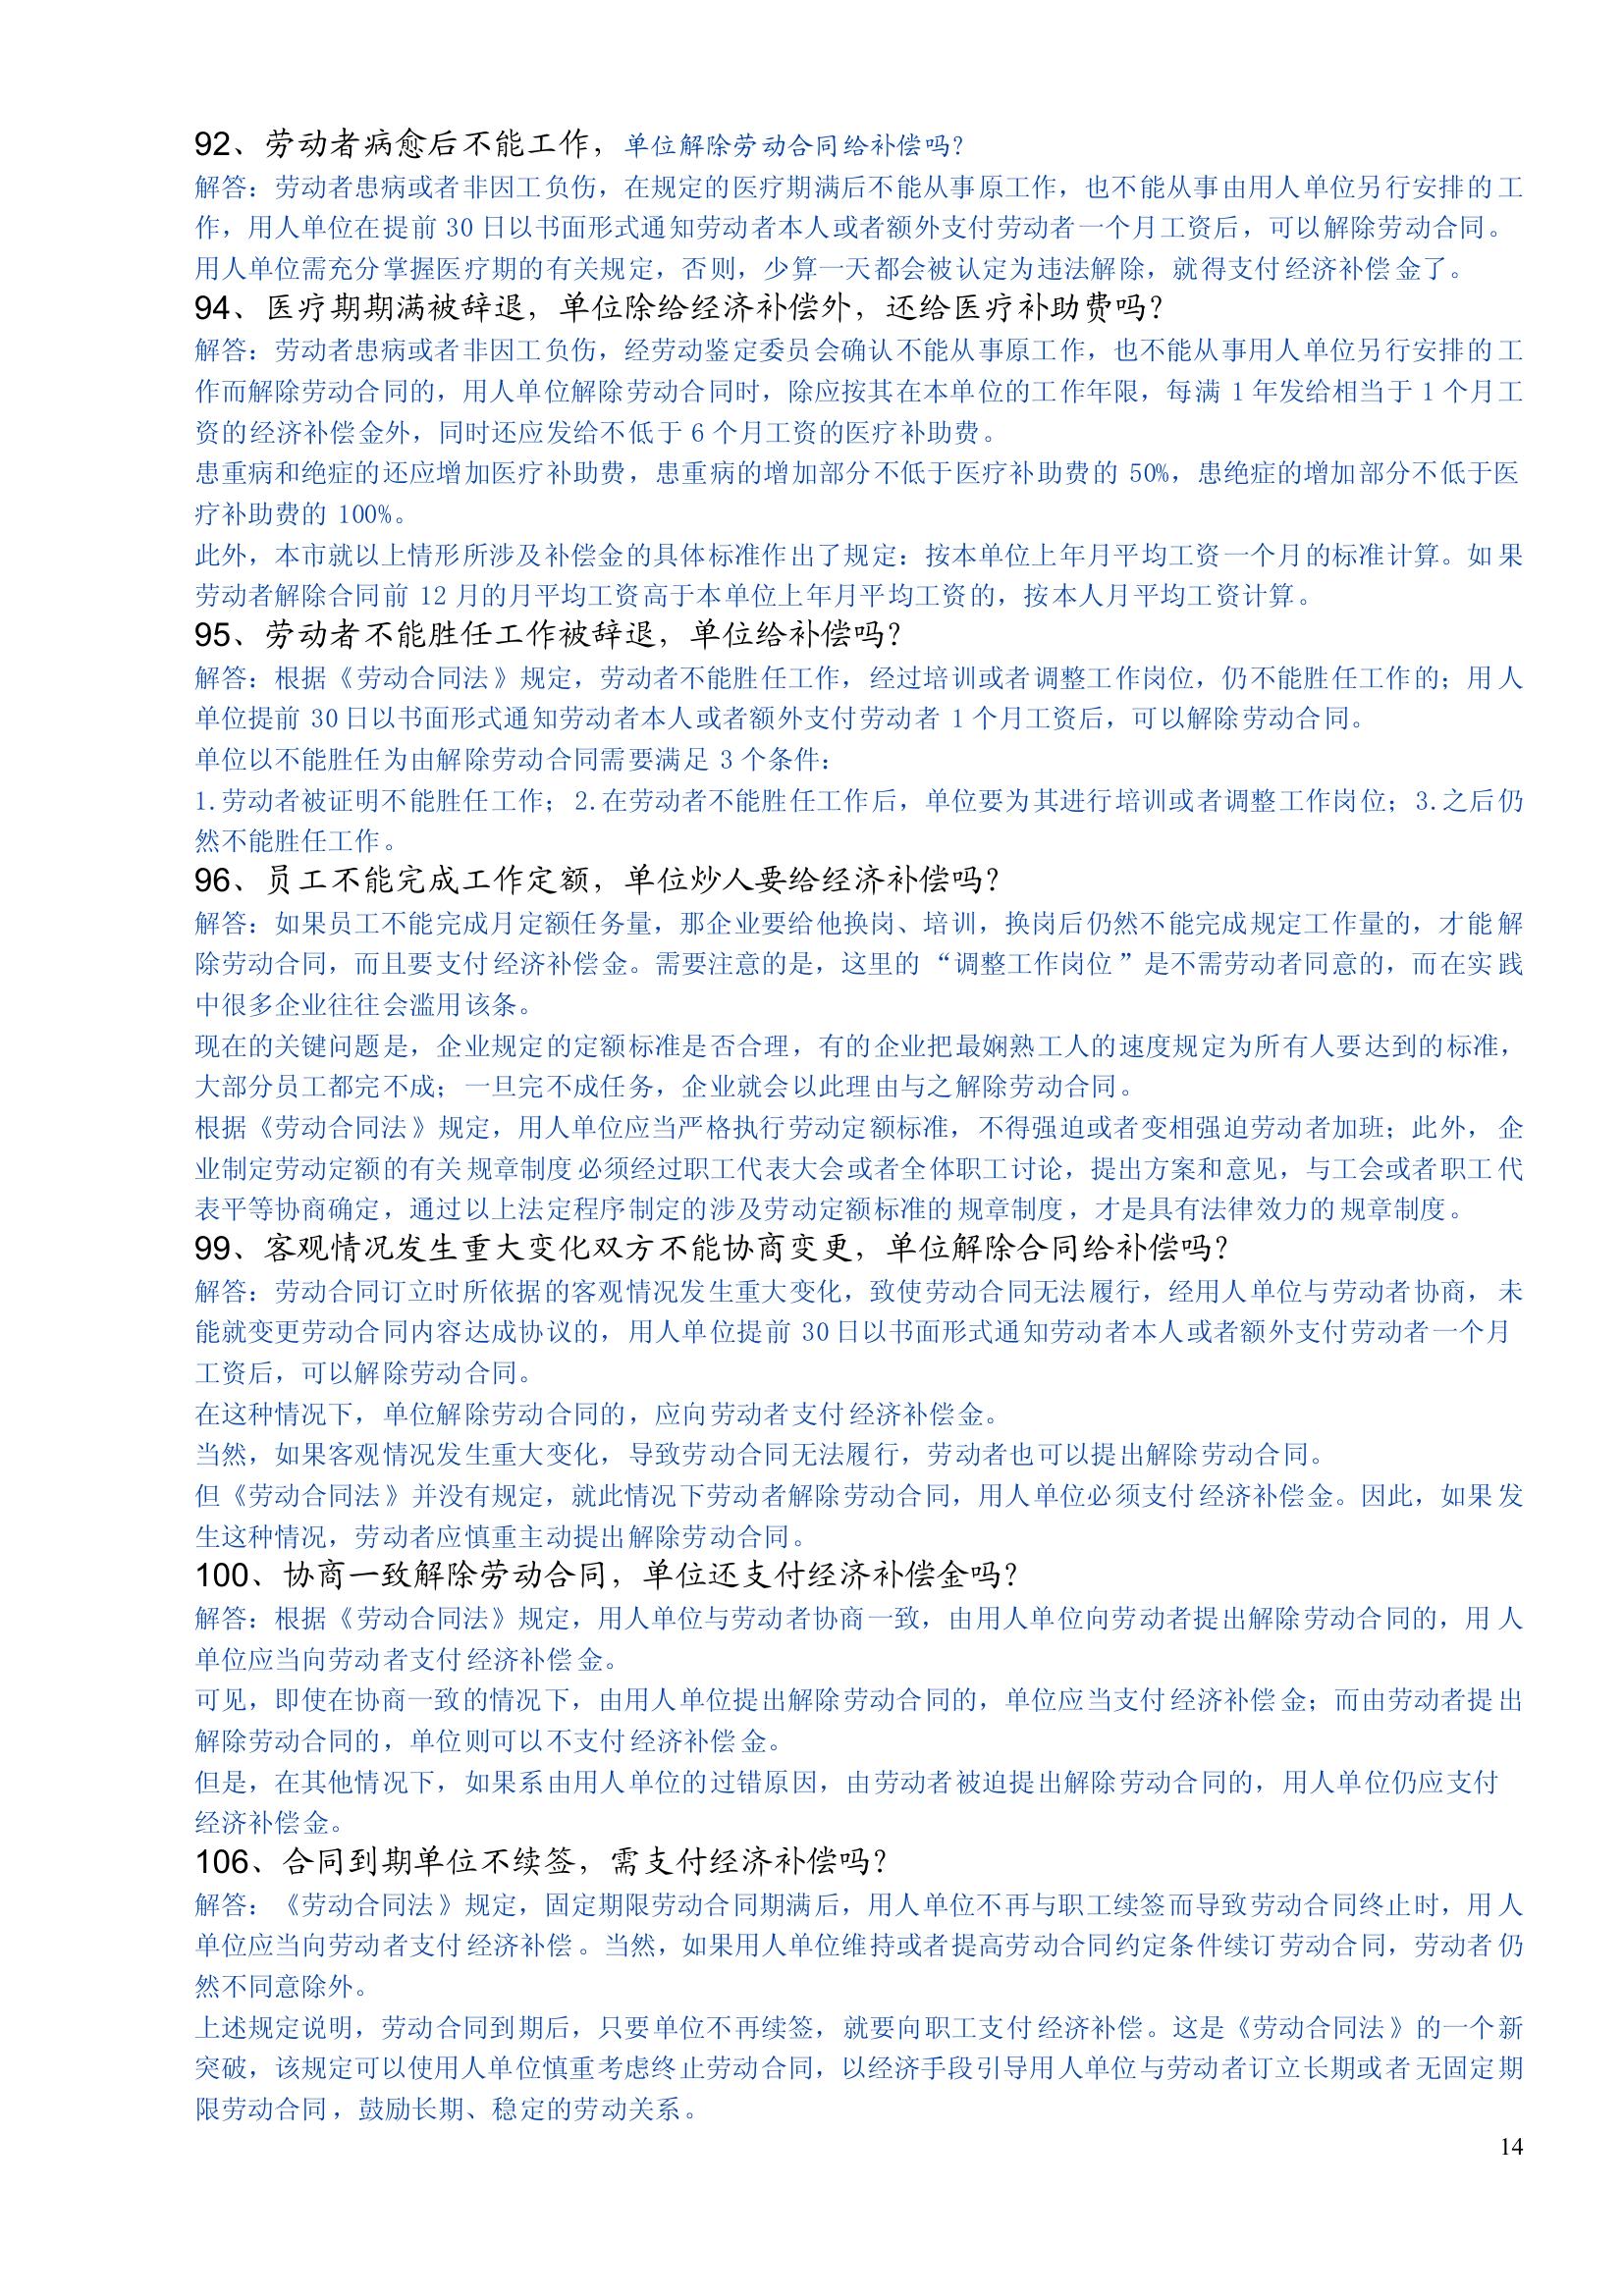 92、劳动者病愈后不能工作，单位解除劳动合同给补偿吗？
解答：劳动者患病或者非因工负伤，在规定的医疗期满后不能从事原工作，也不能从事由用人单位另行安排的工
作，用人单位在提前 30 日以书面形式通知劳动者本人或者额外支付劳动者一个月工资后，可以解除劳动合同。
用人单位需充分掌握医疗期的有关规定，否则，少算一天都会被认定为违法解除，就得支付经济补偿金了。
94、医疗期期满被辞退，单位除给经济补偿外，还给医疗补助费吗？
解答：劳动者患病或者非因工负伤，经劳动鉴定委员会确认不能从事原工作，也不能从事用人单位另行安排的工
作而解除劳动合同的，用人单位解除劳动合同时，除应按其在本单位的工作年限，每满 1 年发给相当于 1 个月工
资的经济补偿金外，同时还应发给不低于 6 个月工资的医疗补助费。
患重病和绝症的还应增加医疗补助费，患重病的增加部分不低于医疗补助费的 50%，患绝症的增加部分不低于医
疗补助费的 100%。
此外，本市就以上情形所涉及补偿金的具体标准作出了规定：按本单位上年月平均工资一个月的标准计算。如果
劳动者解除合同前 12 月的月平均工资高于本单位上年月平均工资的，按本人月平均工资计算。
95、劳动者不能胜任工作被辞退，单位给补偿吗？
解答：根据《劳动合同法》规定，劳动者不能胜任工作，经过培训或者调整工作岗位，仍不能胜任工作的；用人
单位提前 30 日以书面形式通知劳动者本人或者额外支付劳动者 1 个月工资后，可以解除劳动合同。
单位以不能胜任为由解除劳动合同需要满足 3 个条件：
1.劳动者被证明不能胜任工作；2.在劳动者不能胜任工作后，单位要为其进行培训或者调整工作岗位；3.之后仍
然不能胜任工作。
96、员工不能完成工作定额，单位炒人要给经济补偿吗？
解答：如果员工不能完成月定额任务量，那企业要给他换岗、培训，换岗后仍然不能完成规定工作量的，才能解
除劳动合同，而且要支付经济补偿金。需要注意的是，这里的“调整工作岗位”是不需劳动者同意的，而在实践
中很多企业往往会滥用该条。
现在的关键问题是，企业规定的定额标准是否合理，有的企业把最娴熟工人的速度规定为所有人要达到的标准，
大部分员工都完不成；一旦完不成任务，企业就会以此理由与之解除劳动合同。
根据《劳动合同法》规定，用人单位应当严格执行劳动定额标准，不得强迫或者变相强迫劳动者加班；此外，企
业制定劳动定额的有关规章制度必须经过职工代表大会或者全体职工讨论，提出方案和意见，与工会或者职工代
表平等协商确定，通过以上法定程序制定的涉及劳动定额标准的规章制度，才是具有法律效力的规章制度。
99、客观情况发生重大变化双方不能协商变更，单位解除合同给补偿吗？
解答：劳动合同订立时所依据的客观情况发生重大变化，致使劳动合同无法履行，经用人单位与劳动者协商，未
能就变更劳动合同内容达成协议的，用人单位提前 30 日以书面形式通知劳动者本人或者额外支付劳动者一个月
工资后，可以解除劳动合同。
在这种情况下，单位解除劳动合同的，应向劳动者支付经济补偿金。
当然，如果客观情况发生重大变化，导致劳动合同无法履行，劳动者也可以提出解除劳动合同。
但《劳动合同法》并没有规定，就此情况下劳动者解除劳动合同，用人单位必须支付经济补偿金。因此，如果发
生这种情况，劳动者应慎重主动提出解除劳动合同。
100、协商一致解除劳动合同，单位还支付经济补偿金吗？
解答：根据《劳动合同法》规定，用人单位与劳动者协商一致，由用人单位向劳动者提出解除劳动合同的，用人
单位应当向劳动者支付经济补偿金。
可见，即使在协商一致的情况下，由用人单位提出解除劳动合同的，单位应当支付经济补偿金；而由劳动者提出
解除劳动合同的，单位则可以不支付经济补偿金。
但是，在其他情况下，如果系由用人单位的过错原因，由劳动者被迫提出解除劳动合同的，用人单位仍应支付
经济补偿金。
106、合同到期单位不续签，需支付经济补偿吗？
解答：《劳动合同法》规定，固定期限劳动合同期满后，用人单位不再与职工续签而导致劳动合同终止时，用人
单位应当向劳动者支付经济补偿。当然，如果用人单位维持或者提高劳动合同约定条件续订劳动合同，劳动者仍
然不同意除外。
上述规定说明，劳动合同到期后，只要单位不再续签，就要向职工支付经济补偿。这是《劳动合同法》的一个新
突破，该规定可以使用人单位慎重考虑终止劳动合同，以经济手段引导用人单位与劳动者订立长期或者无固定期
限劳动合同，鼓励长期、稳定的劳动关系。
14